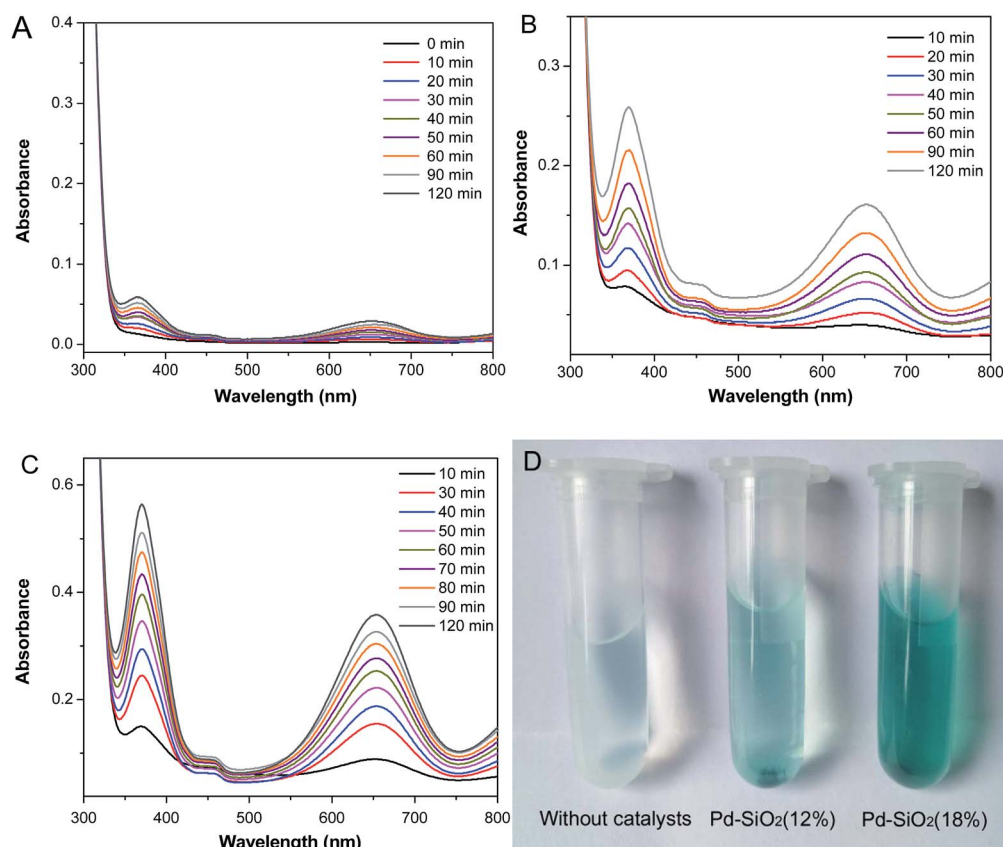 A
0.4
0.3
0.2
0.1
0.0
Absorbance
0 min
10 min
20 min
30 min
40 min
50 min
60 min
90 min
120 min
300 400 500 600 700 800
Wavelength (nm)
B
0.3
0.2
0.1
Absorbance
10 min
20 min
30 min
40 min
50 min
60 min
90 min
120 min
300 400 500 600 700 800
Wavelength (nm)
C
0.6
0.4
0.2
Absorbance
10 min
30 min
40 min
50 min
60 min
70 min
80 min
90 min
120 min
300 400 500 600 700 800
Wavelength (nm)
D
Without catalysts Pd-SiO₂(12%) Pd-SiO₂(18%)